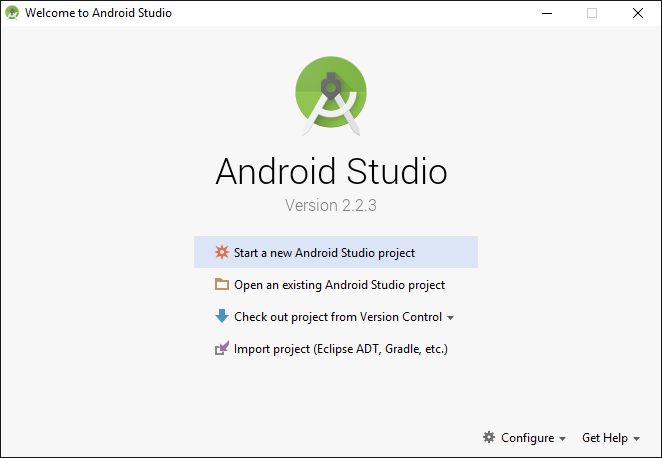 Welcome to Android Studio
Android Studio
Version 2.2.3
Start a new Android Studio project
Open an existing Android Studio project
Check out project from Version Control
Import project (Eclipse ADT, Gradle, etc.)
Configure Get Help